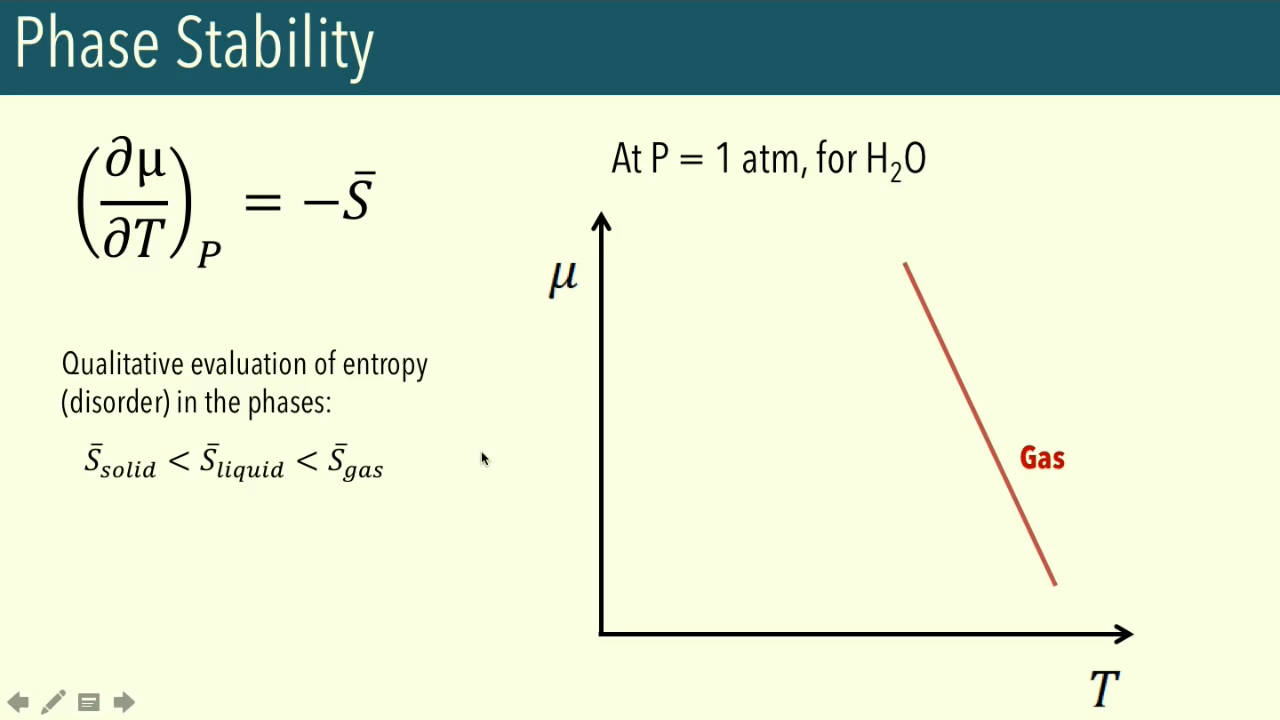 Phase Stability
(∂μ/∂T)_P = −S̄
At P = 1 atm, for H₂O
μ
Qualitative evaluation of entropy
(disorder) in the phases:
S̄_solid < S̄_liquid < S̄_gas
Gas
T